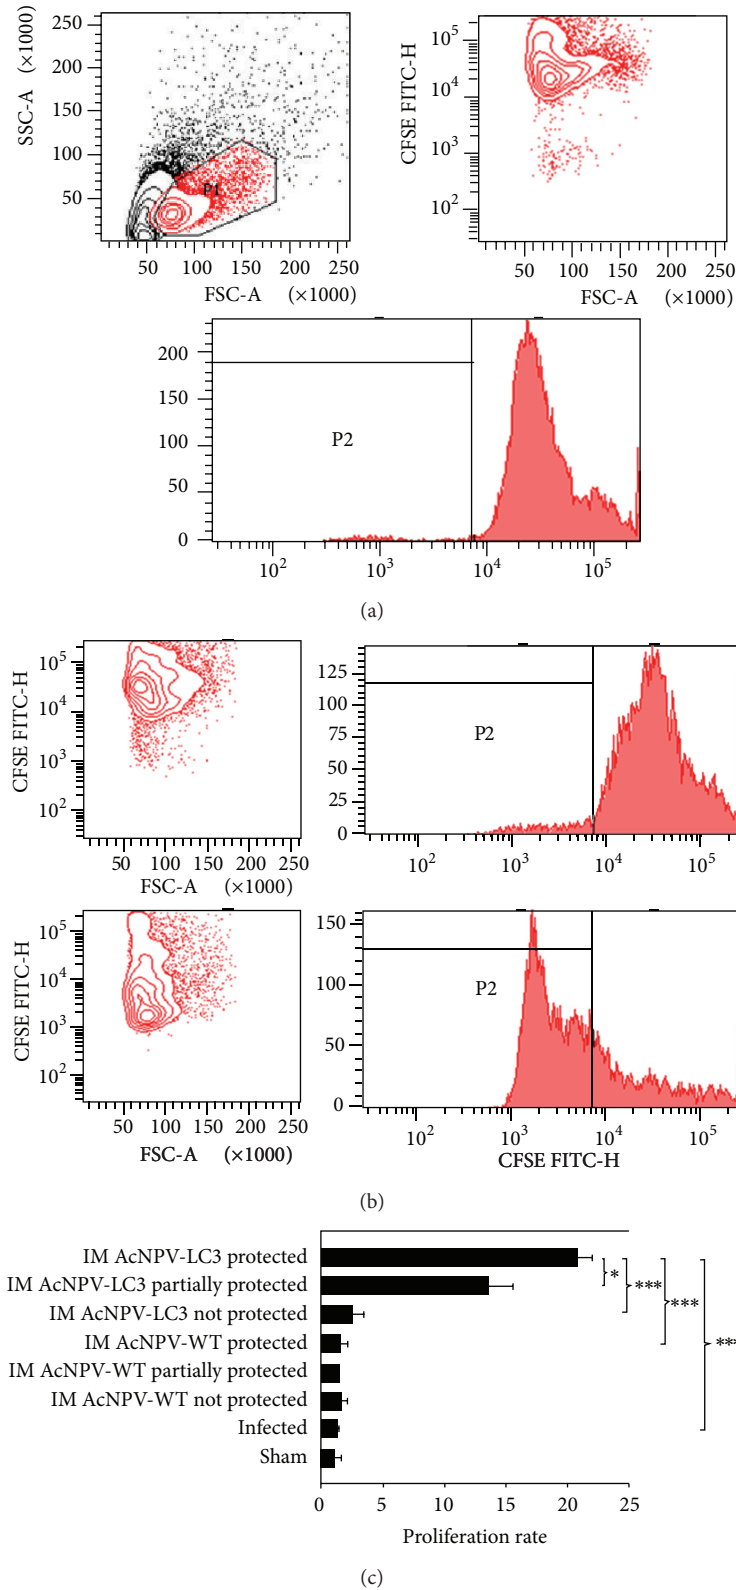 SSC-A (×1000)
250
200
150
100
50
P1
50 100 150 200 250
FSC-A (×1000)
CFSE FITC-H
10^5
10^4
10^3
10^2
50 100 150 200 250
FSC-A (×1000)
200
150
100
50
0
P2
10^2 10^3 10^4 10^5
(a)
CFSE FITC-H
10^5
10^4
10^3
10^2
50 100 150 200 250
FSC-A (×1000)
125
100
75
50
25
0
P2
10^2 10^3 10^4 10^5
CFSE FITC-H
10^5
10^4
10^3
10^2
50 100 150 200 250
FSC-A (×1000)
150
100
50
0
P2
10^2 10^3 10^4 10^5
CFSE FITC-H
(b)
IM AcNPV-LC3 protected
IM AcNPV-LC3 partially protected
IM AcNPV-LC3 not protected
IM AcNPV-WT protected
IM AcNPV-WT partially protected
IM AcNPV-WT not protected
Infected
Sham
*
***
***
***
0 5 10 15 20 25
Proliferation rate
(c)